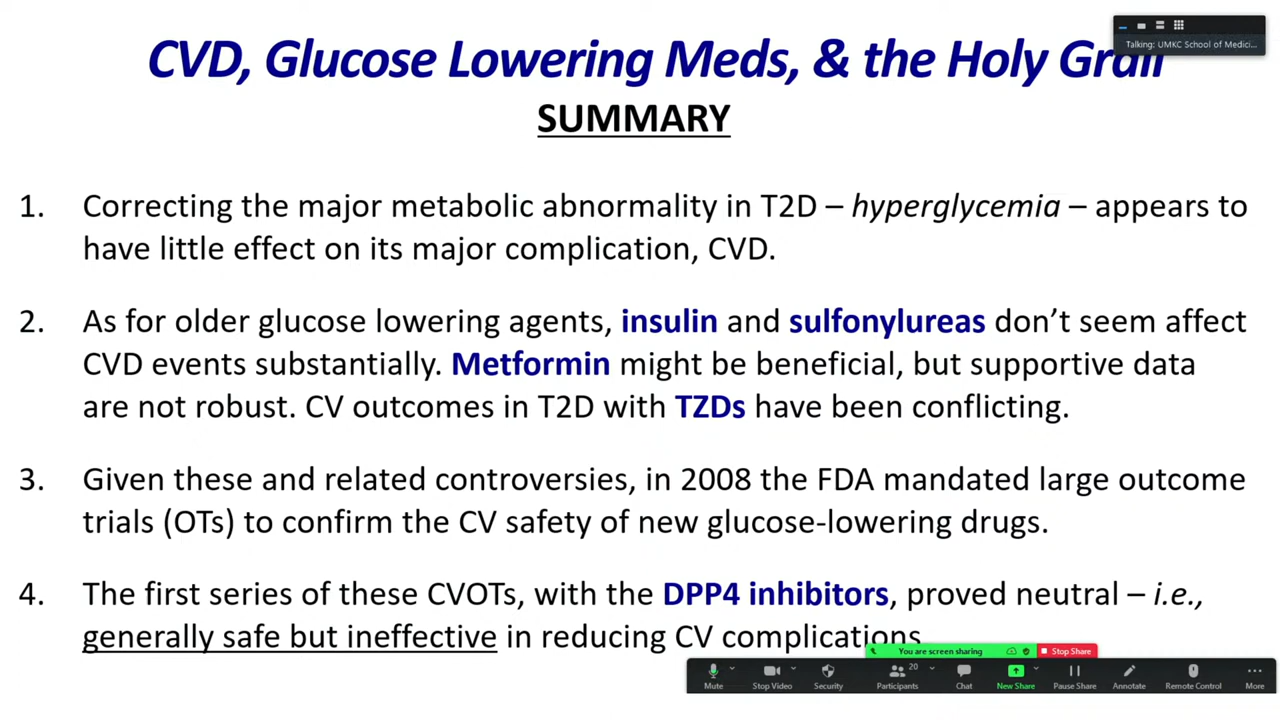 CVD, Glucose Lowering Meds, & the Holy Grail
Talking: UMKC School of Medici...
SUMMARY
1. Correcting the major metabolic abnormality in T2D – hyperglycemia – appears to
have little effect on its major complication, CVD.
2. As for older glucose lowering agents, insulin and sulfonylureas don’t seem affect
CVD events substantially. Metformin might be beneficial, but supportive data
are not robust. CV outcomes in T2D with TZDs have been conflicting.
3. Given these and related controversies, in 2008 the FDA mandated large outcome
trials (OTs) to confirm the CV safety of new glucose-lowering drugs.
4. The first series of these CVOTs, with the DPP4 inhibitors, proved neutral – i.e.,
generally safe but ineffective in reducing CV complications.
You are screen sharing Stop Share
20
Mute Stop Video Security Participants Chat New Share Pause Share Annotate Remote Control More